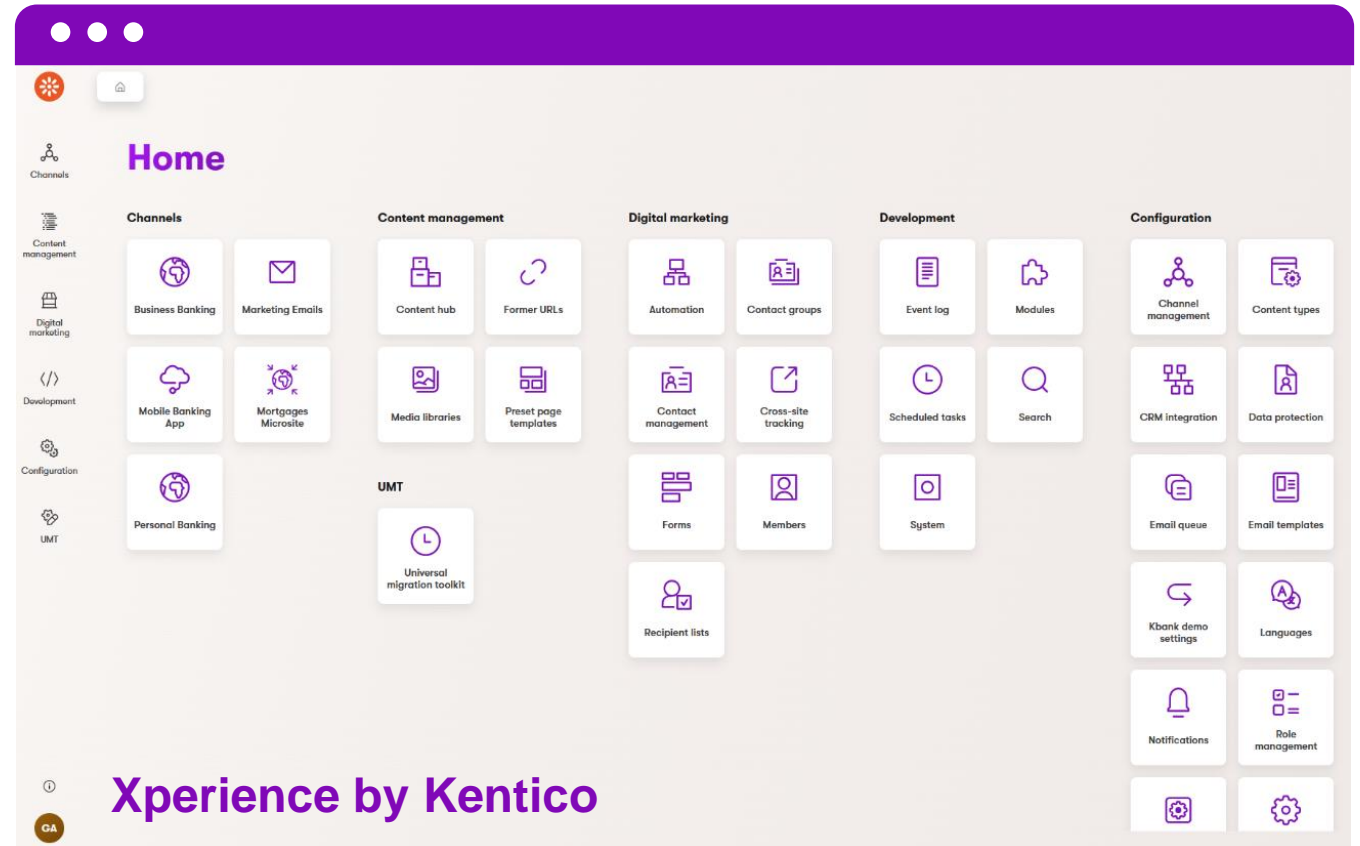 Home
Channels
Content
management
Digital
marketing
Development
Configuration
UMT
GA
Channels
Business Banking
Marketing Emails
Mobile Banking
App
Mortgages
Microsite
Personal Banking
Content management
Content hub
Former URLs
Media libraries
Preset page
templates
UMT
Universal
migration toolkit
Digital marketing
Automation
Contact groups
Contact
management
Cross-site
tracking
Forms
Members
Recipient lists
Development
Event log
Modules
Scheduled tasks
Search
System
Configuration
Channel
management
Content types
CRM integration
Data protection
Email queue
Email templates
Kbank demo
settings
Languages
Notifications
Role
management
Xperience by Kentico